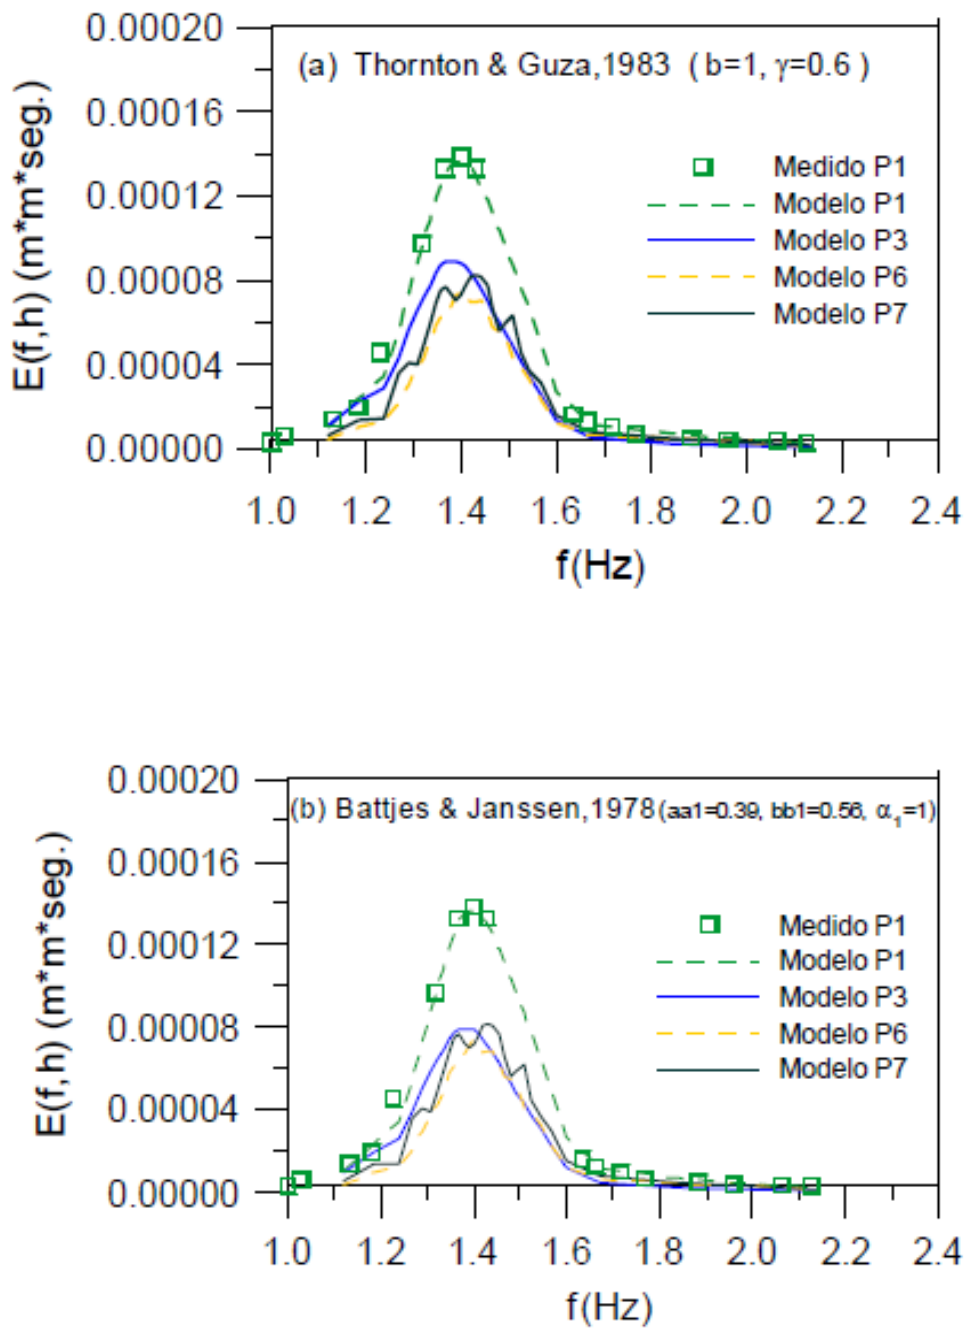 0.00020
(a) Thornton & Guza,1983 ( b=1, γ=0.6 )
0.00016
0.00012
0.00008
0.00004
0.00000
E(f,h) (m*m*seg.)
Medido P1
Modelo P1
Modelo P3
Modelo P6
Modelo P7
1.0 1.2 1.4 1.6 1.8 2.0 2.2 2.4
f(Hz)
0.00020
(b) Battjes & Janssen,1978(aa1=0.39, bb1=0.56, α₁=1)
0.00016
0.00012
0.00008
0.00004
0.00000
E(f,h) (m*m*seg.)
Medido P1
Modelo P1
Modelo P3
Modelo P6
Modelo P7
1.0 1.2 1.4 1.6 1.8 2.0 2.2 2.4
f(Hz)